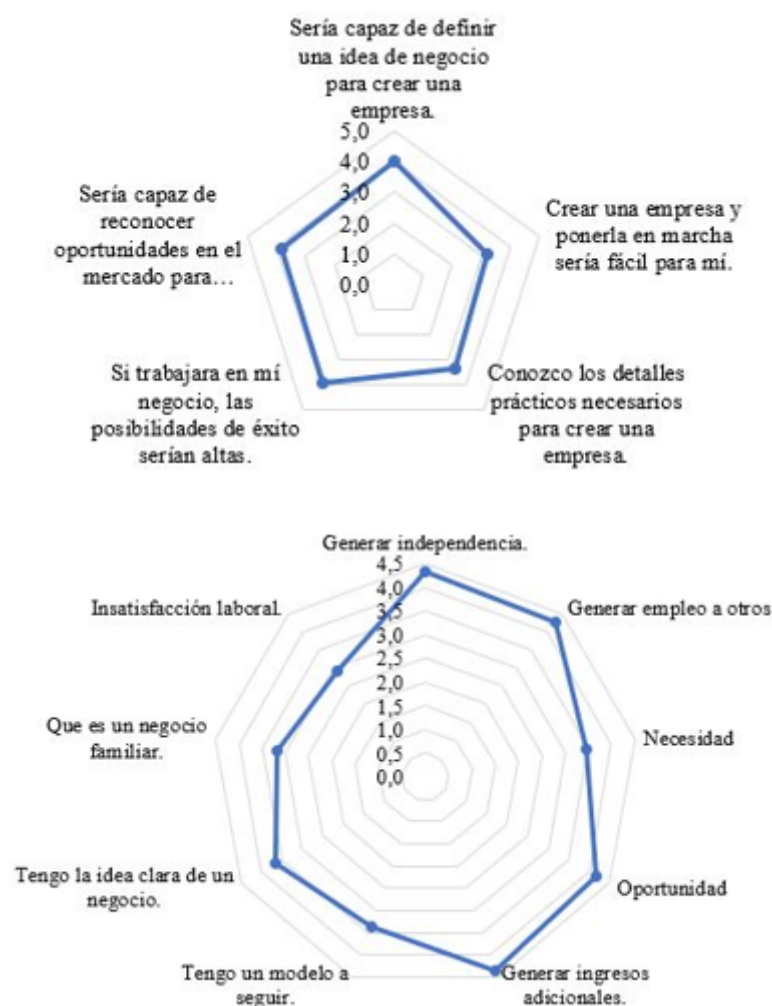 Sería capaz de definir
una idea de negocio
para crear una
empresa.
5,0
4,0
3,0
2,0
1,0
0,0
Crear una empresa y
ponerla en marcha
sería fácil para mí.
Conozco los detalles
prácticos necesarios
para crear una
empresa.
Si trabajara en mí
negocio, las
posibilidades de éxito
serían altas.
Sería capaz de
reconocer
oportunidades en el
mercado para…
Generar independencia.
4,5
4,0
3,5
3,0
2,5
2,0
1,5
1,0
0,5
0,0
Generar empleo a otros
Necesidad
Oportunidad
Generar ingresos
adicionales.
Tengo un modelo a
seguir.
Tengo la idea clara de un
negocio.
Que es un negocio
familiar.
Insatisfacción laboral.